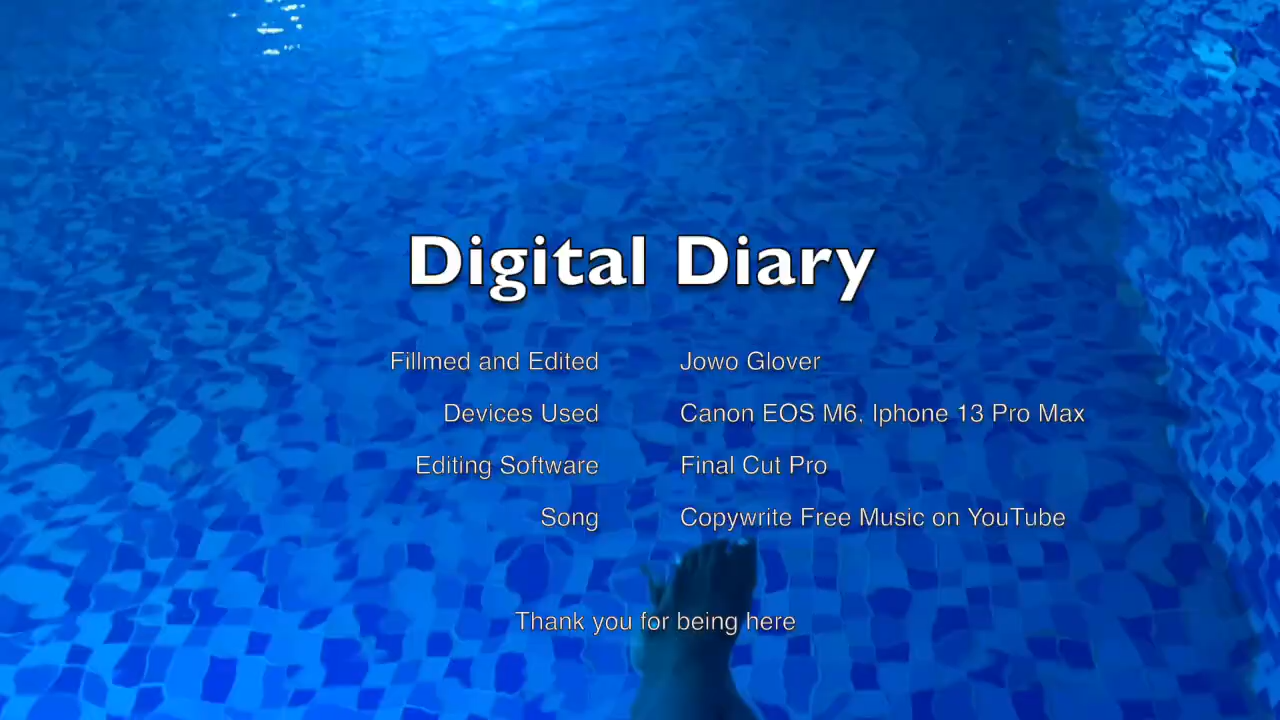 Digital Diary
Fillmed and Edited Jowo Glover
Devices Used Canon EOS M6, Iphone 13 Pro Max
Editing Software Final Cut Pro
Song Copywrite Free Music on YouTube
Thank you for being here